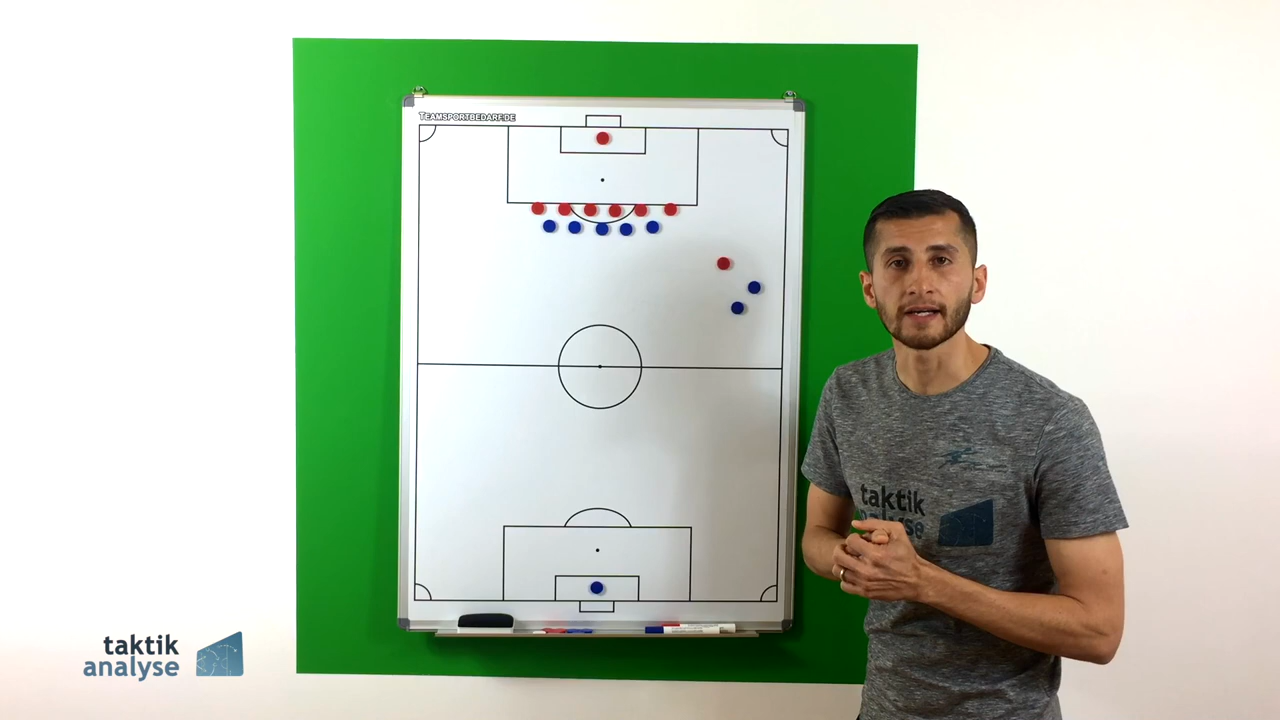 TEAMSPORTBEDARF.DE
taktik
analyse
taktik
analyse